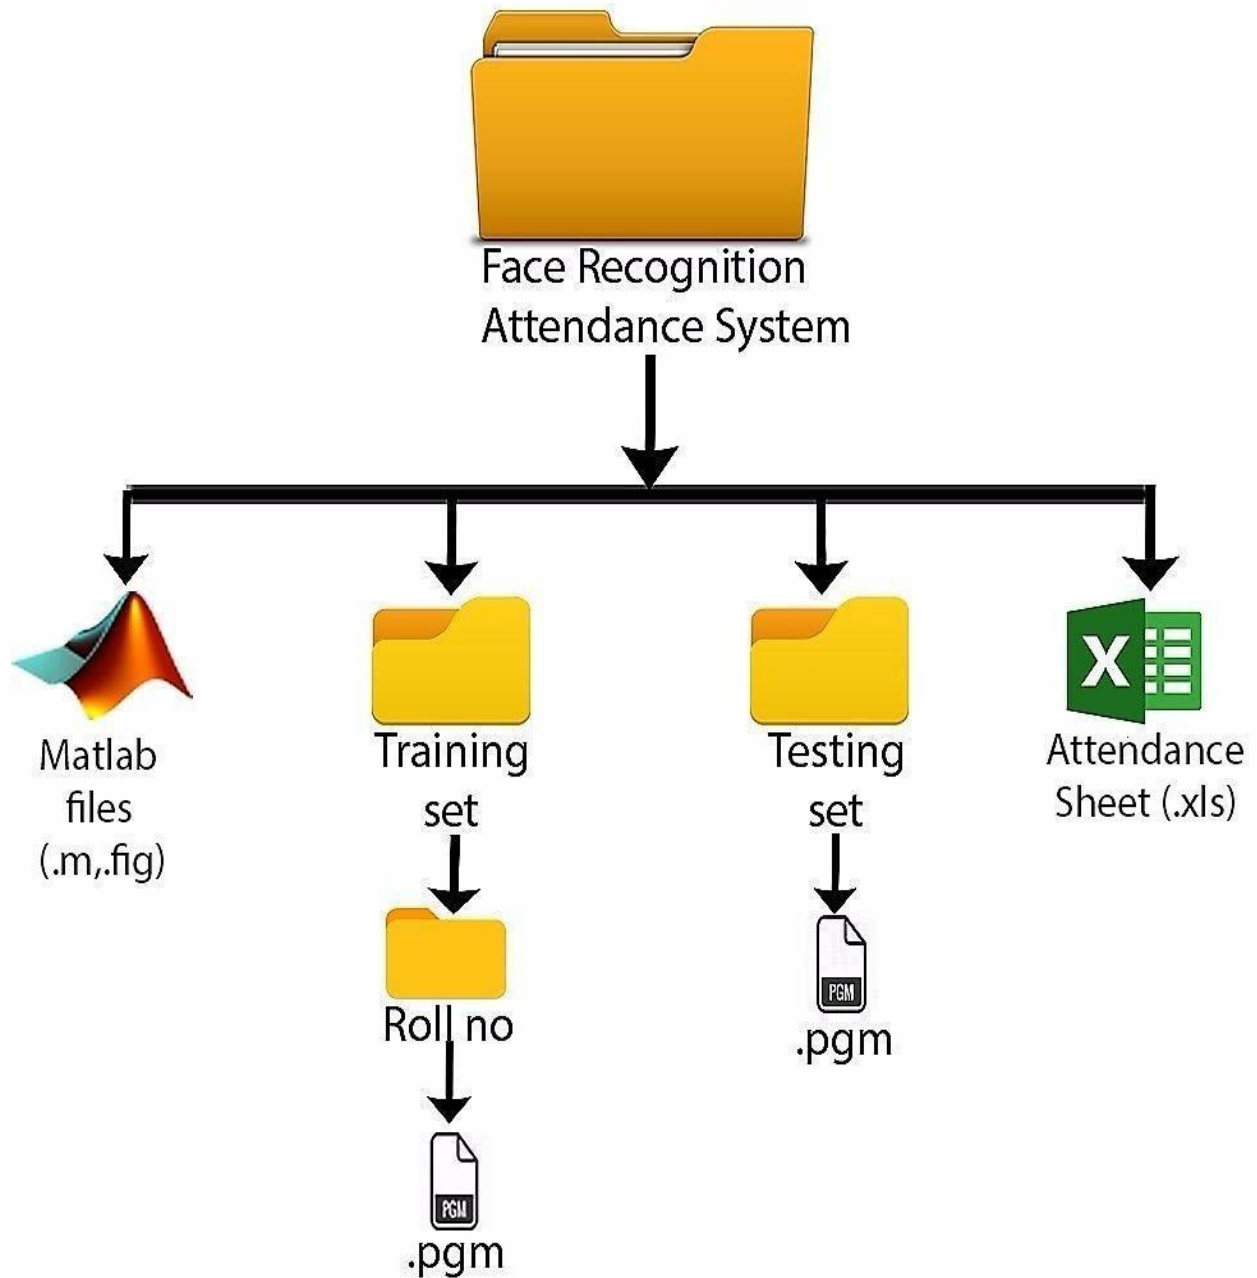 Face Recognition
Attendance System
Matlab
files
(.m,.fig)
Training
set
Testing
set
X
Attendance
Sheet (.xls)
Roll no
PGM
.pgm
PGM
.pgm